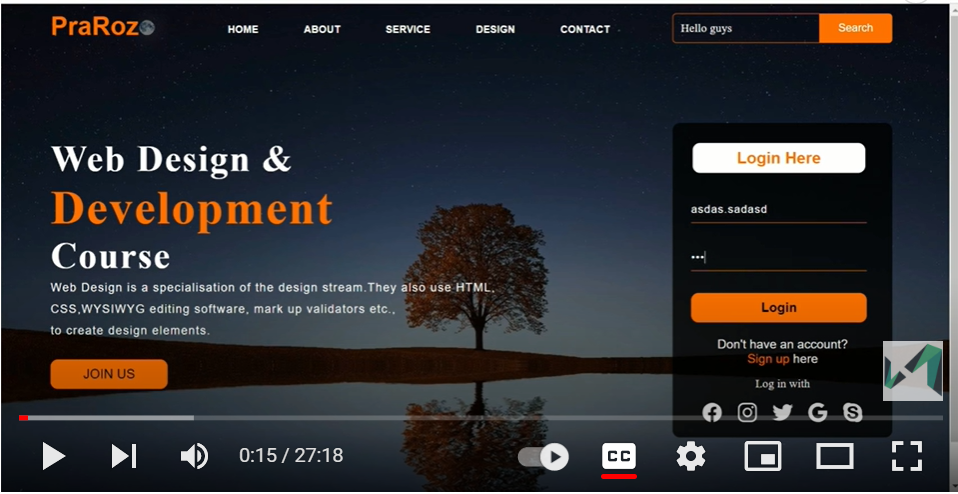 PraRoz
HOME ABOUT SERVICE DESIGN CONTACT
Hello guys Search
Web Design &
Development
Course
Web Design is a specialisation of the design stream.They also use HTML,
CSS,WYSIWYG editing software, mark up validators etc.,
to create design elements.
JOIN US
Login Here
asdas.sadasd
•••
Login
Don't have an account?
Sign up here
Log in with
0:15 / 27:18 CC